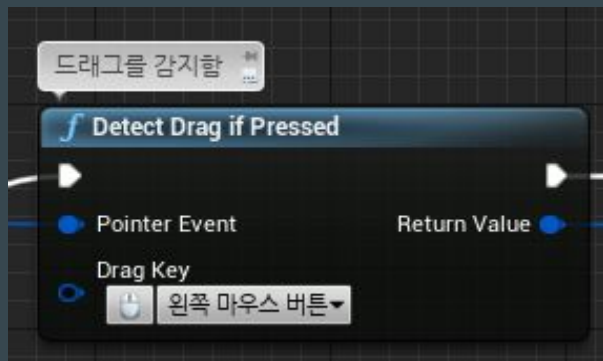 드래그를 감지함
f Detect Drag if Pressed
Pointer Event Return Value
Drag Key
왼쪽 마우스 버튼